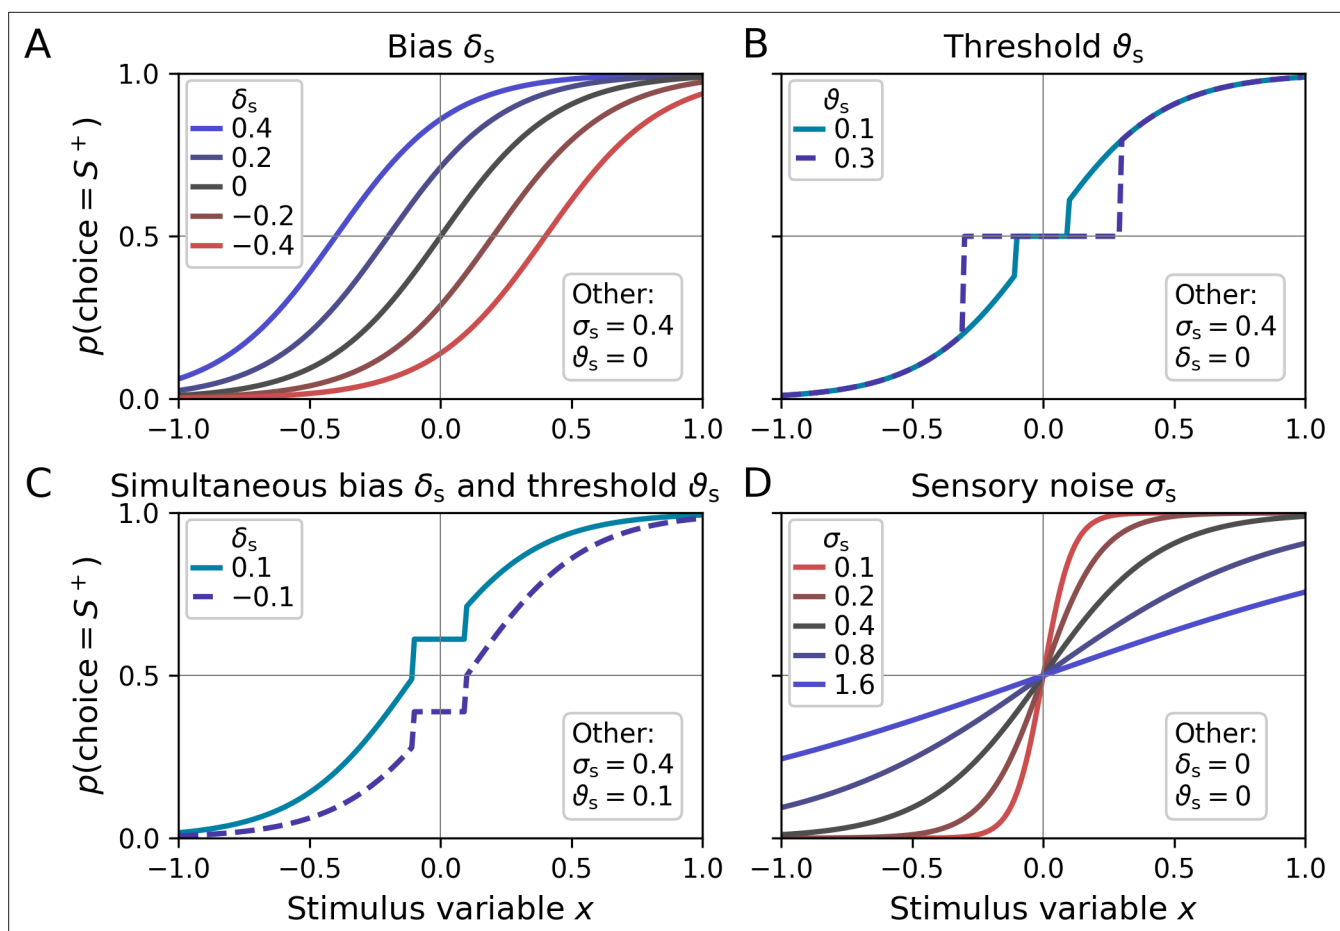 A
Bias δs
p(choice = S⁺)
1.0
0.5
0.0
δs
0.4
0.2
0
−0.2
−0.4
Other:
σs = 0.4
ϑs = 0
−1.0 −0.5 0.0 0.5 1.0
B
Threshold ϑs
ϑs
0.1
0.3
Other:
σs = 0.4
δs = 0
−1.0 −0.5 0.0 0.5 1.0
C
Simultaneous bias δs and threshold ϑs
p(choice = S⁺)
1.0
0.5
0.0
δs
0.1
−0.1
Other:
σs = 0.4
ϑs = 0.1
−1.0 −0.5 0.0 0.5 1.0
Stimulus variable x
D
Sensory noise σs
σs
0.1
0.2
0.4
0.8
1.6
Other:
δs = 0
ϑs = 0
−1.0 −0.5 0.0 0.5 1.0
Stimulus variable x